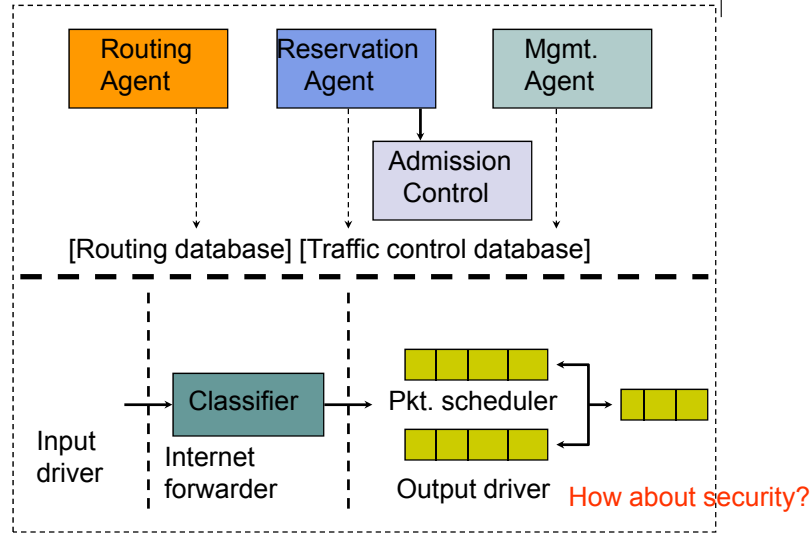 Routing
Agent
Reservation
Agent
Mgmt.
Agent
Admission
Control
[Routing database] [Traffic control database]
Input
driver
Classifier
Internet
forwarder
Pkt. scheduler
Output driver
How about security?